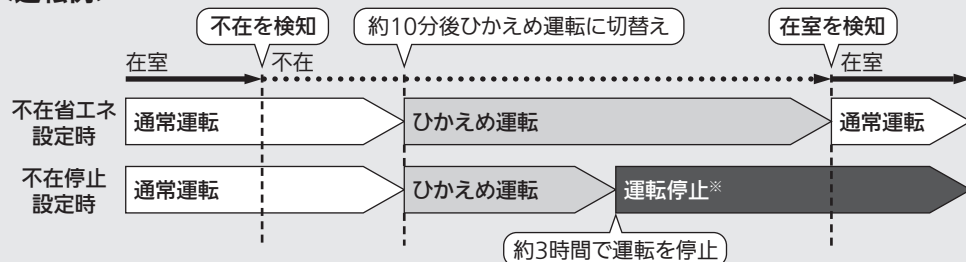 不在を検知
約10分後ひかえめ運転に切替え
在室を検知
在室
不在
在室
不在省エネ
設定時
通常運転
ひかえめ運転
通常運転
不在停止
設定時
通常運転
ひかえめ運転
運転停止※
約3時間で運転を停止